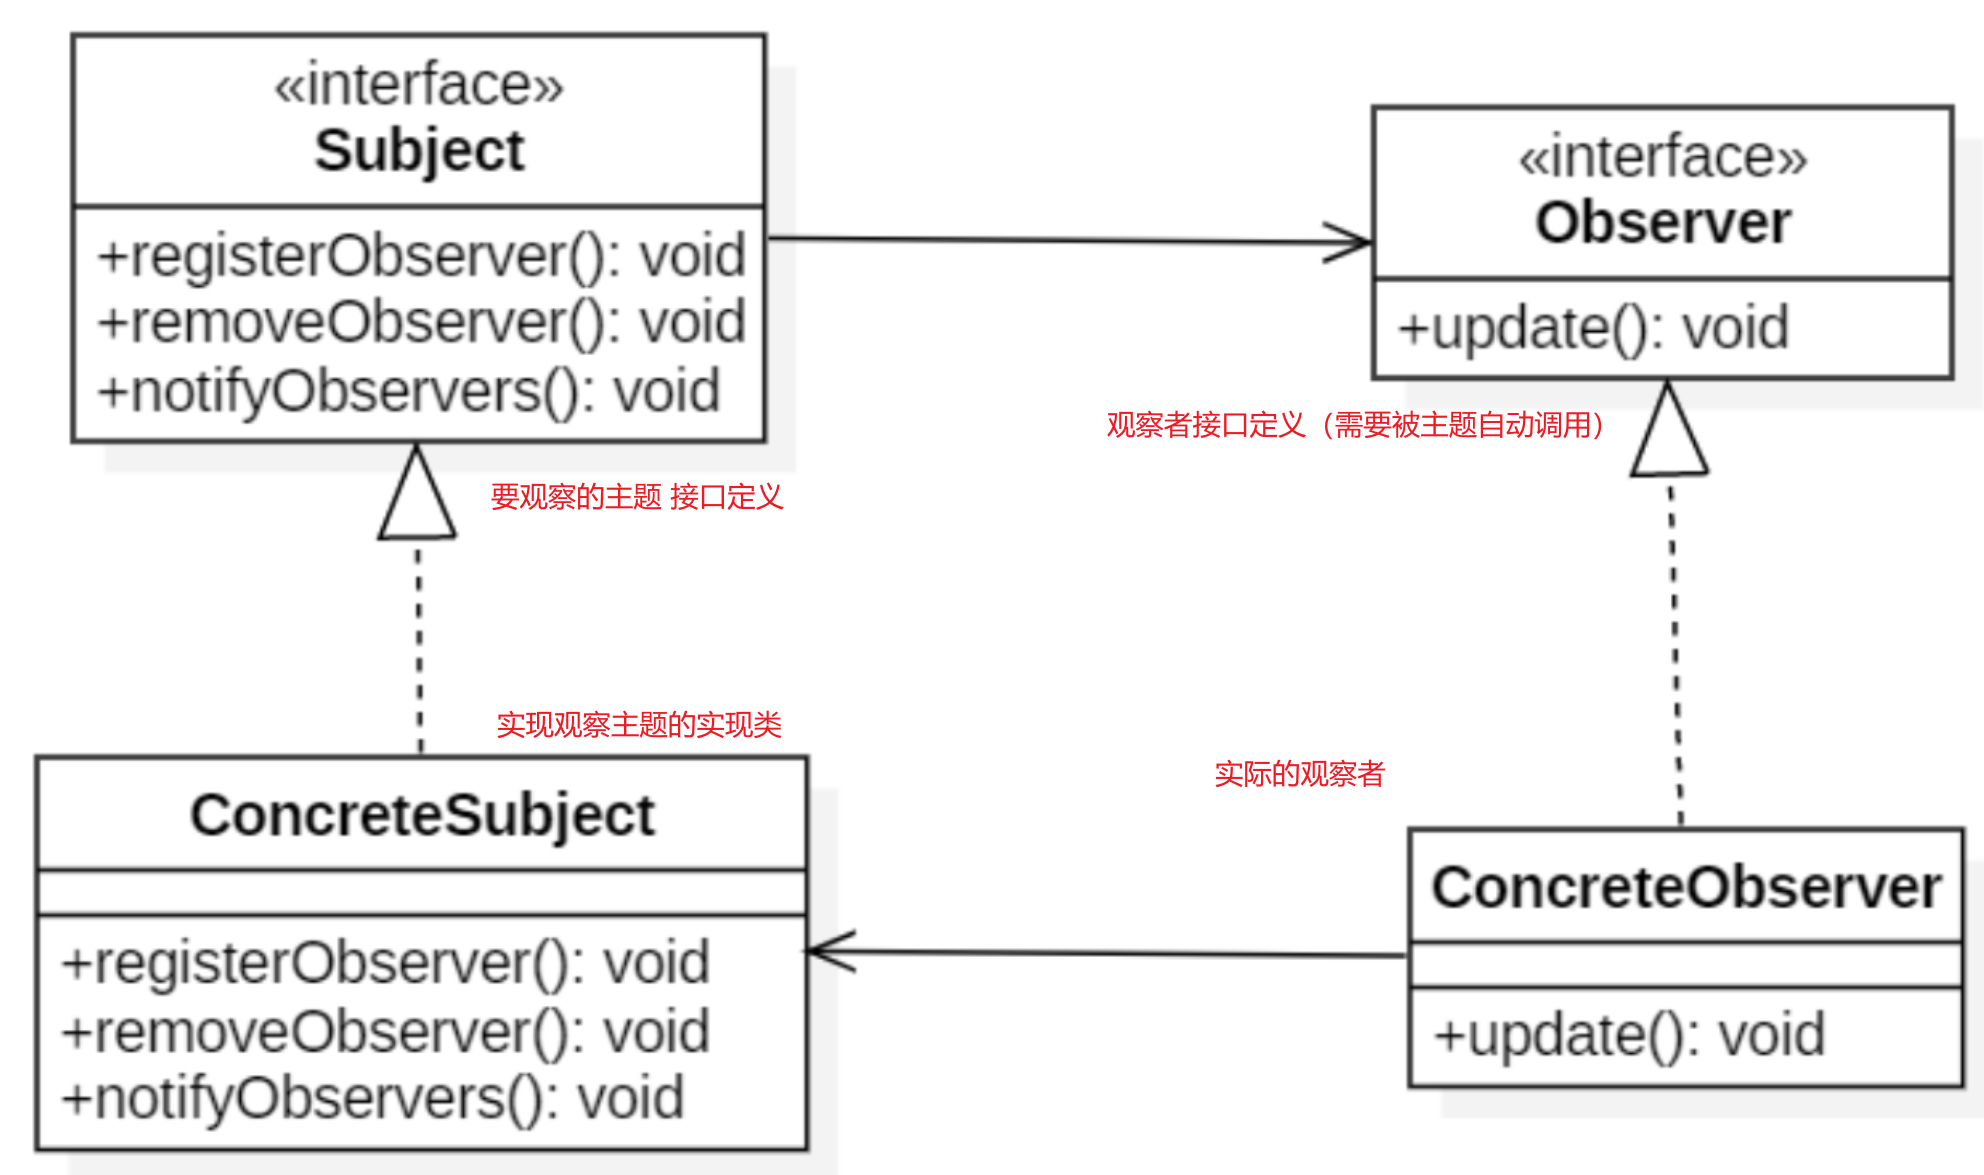 «interface»
Subject
+registerObserver(): void
+removeObserver(): void
+notifyObservers(): void
«interface»
Observer
+update(): void
观察者接口定义（需要被主题自动调用）
要观察的主题 接口定义
实现观察主题的实现类
实际的观察者
ConcreteSubject
+registerObserver(): void
+removeObserver(): void
+notifyObservers(): void
ConcreteObserver
+update(): void